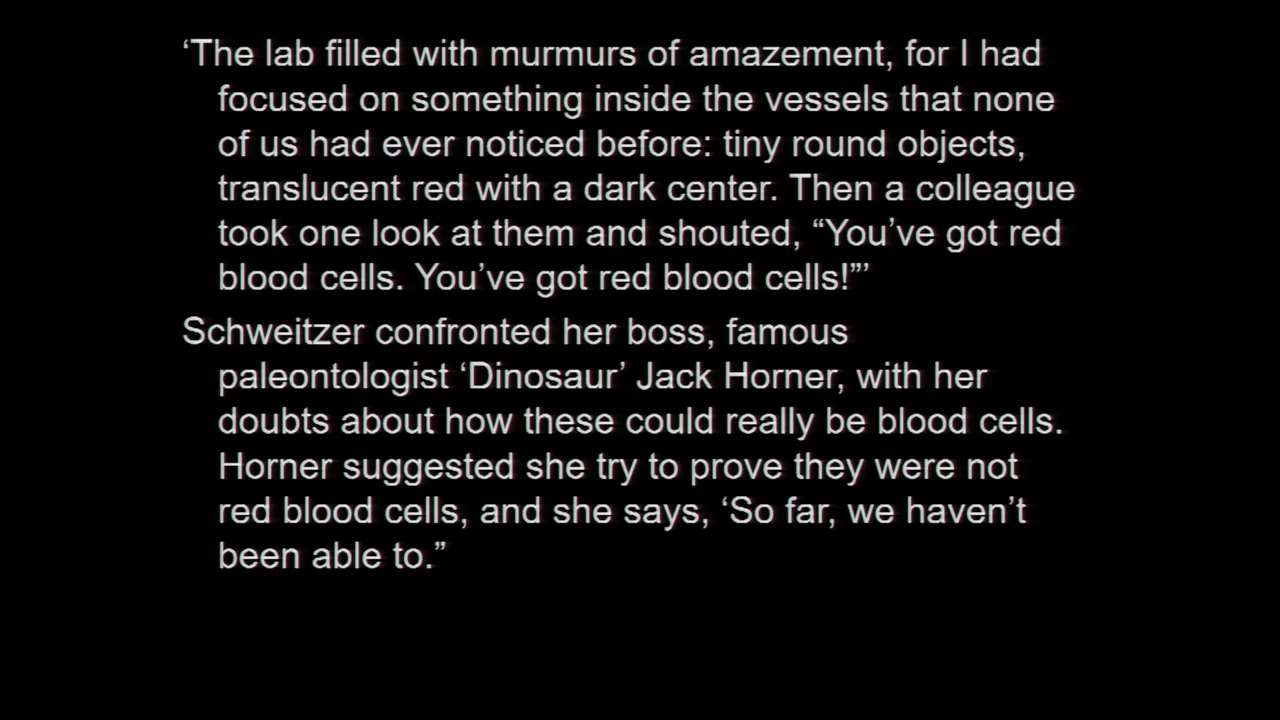 ‘The lab filled with murmurs of amazement, for I had
focused on something inside the vessels that none
of us had ever noticed before: tiny round objects,
translucent red with a dark center. Then a colleague
took one look at them and shouted, “You’ve got red
blood cells. You’ve got red blood cells!”’
Schweitzer confronted her boss, famous
paleontologist ‘Dinosaur’ Jack Horner, with her
doubts about how these could really be blood cells.
Horner suggested she try to prove they were not
red blood cells, and she says, ‘So far, we haven’t
been able to.”